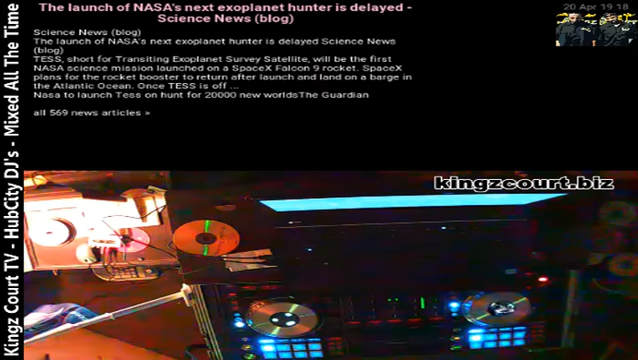 The launch of NASA's next exoplanet hunter is delayed -
Science News (blog)
20 Apr 19 18
Science News (blog)
The launch of NASA's next exoplanet hunter is delayed Science News
(blog)
TESS, short for Transiting Exoplanet Survey Satellite, will be the first
NASA science mission launched on a SpaceX Falcon 9 rocket. SpaceX
plans for the rocket booster to return after launch and land on a barge in
the Atlantic Ocean. Once TESS is off ...
Nasa to launch Tess on hunt for 20000 new worldsThe Guardian
all 569 news articles »
kingzcourt.biz
Kingz Court TV - HubCity DJ's - Mixed All The Time